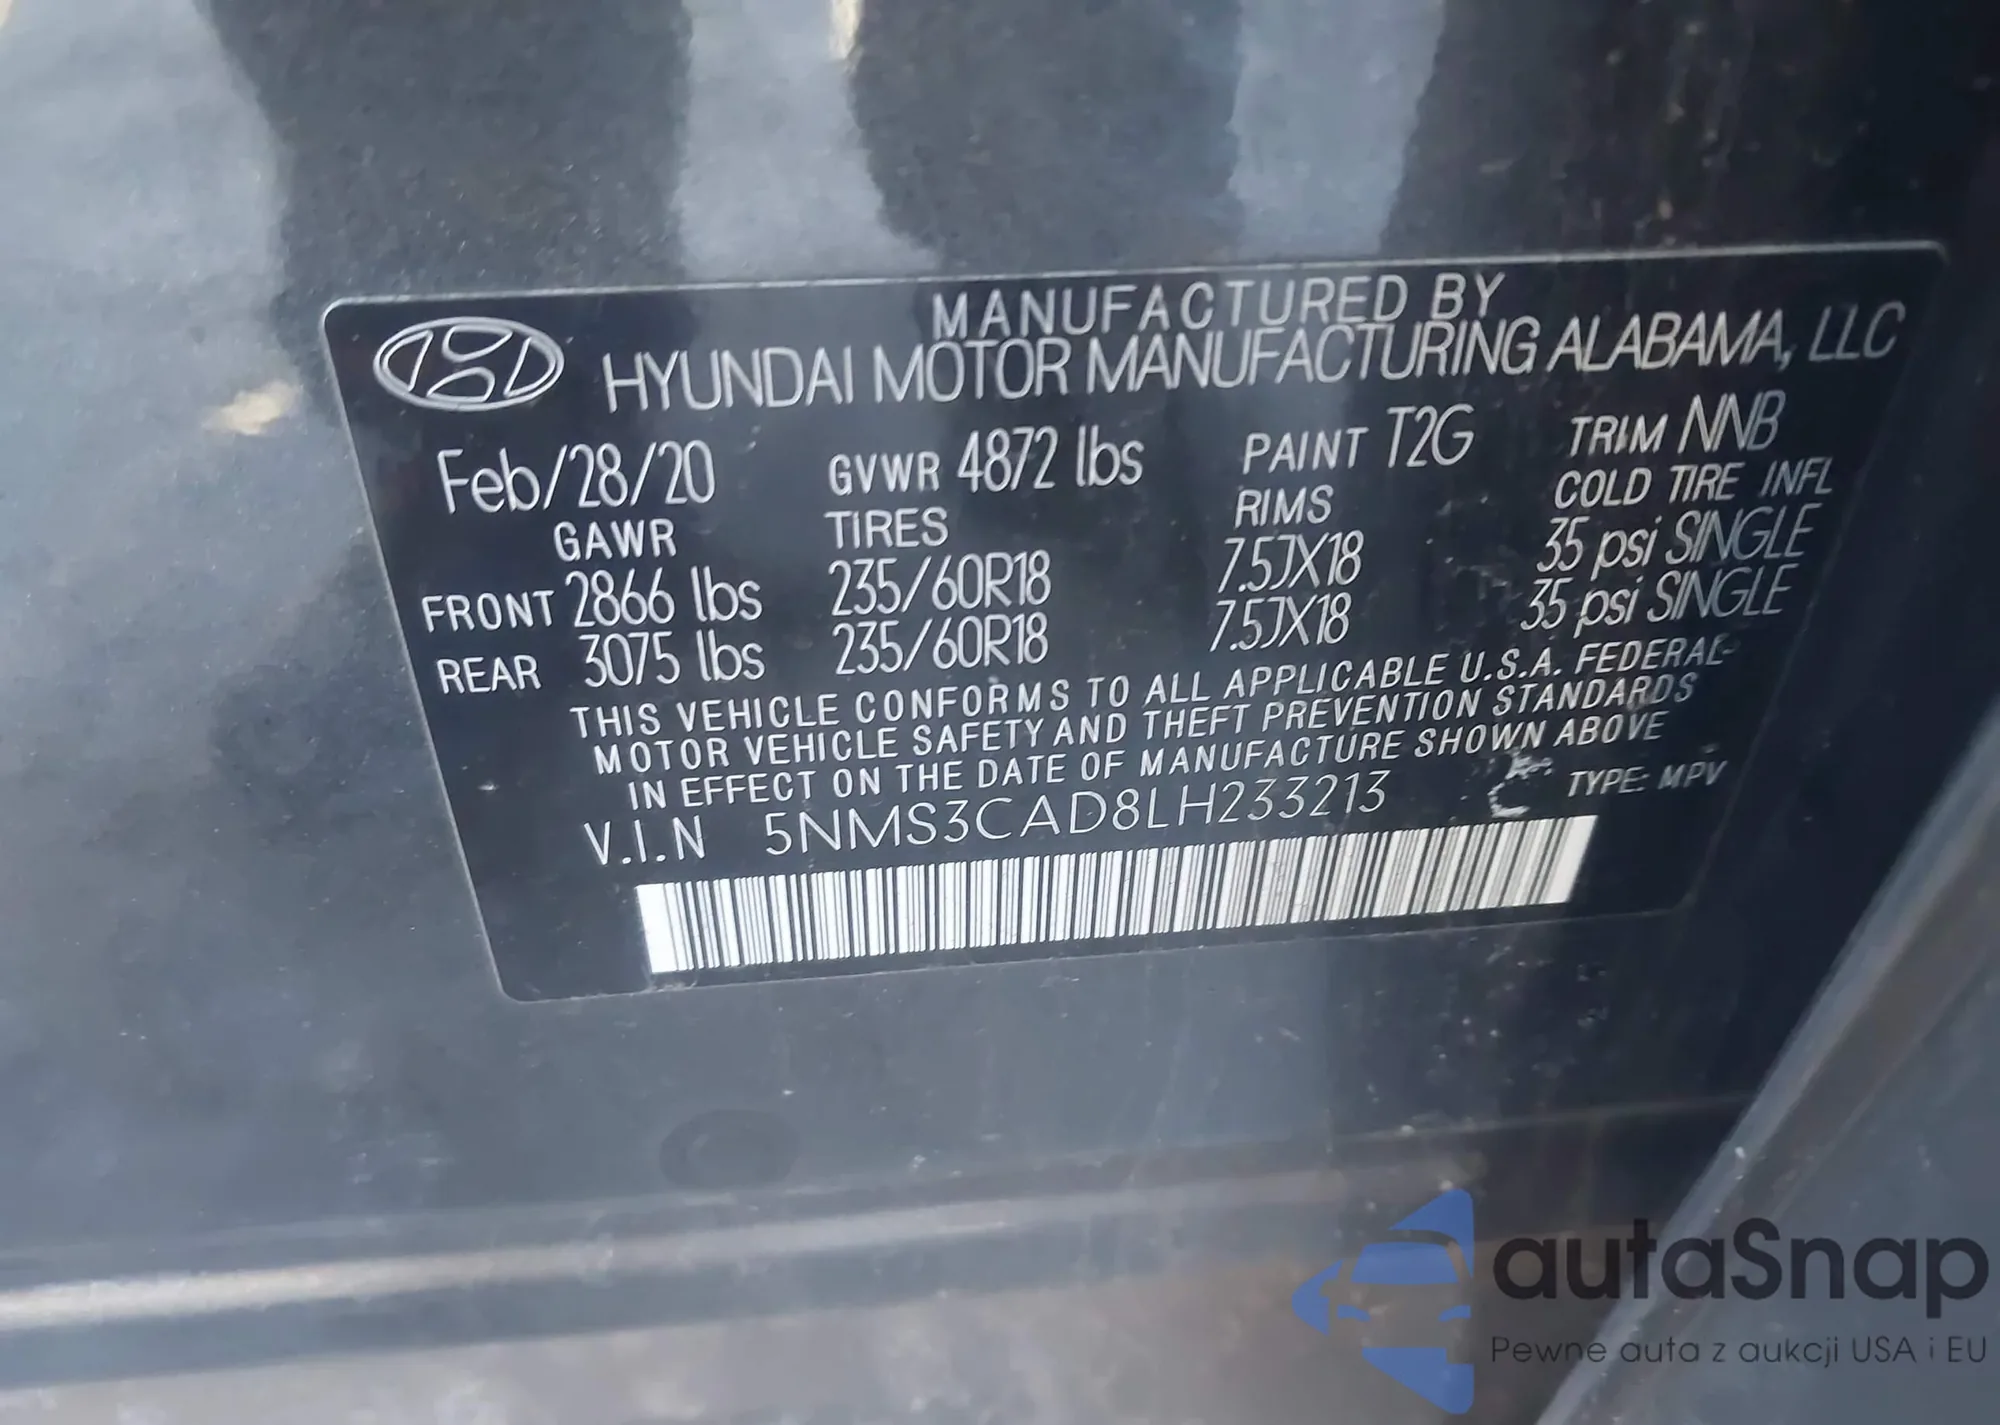 MANUFACTURED BY
HYUNDAI MOTOR MANUFACTURING ALABAMA, LLC
Feb/28/20 GVWR 4872 lbs PAINT T2G TRIM NNB
GAWR TIRES RIMS COLD TIRE INFL
FRONT 2866 lbs 235/60R18 7.5JX18 35 psi SINGLE
REAR 3075 lbs 235/60R18 7.5JX18 35 psi SINGLE
THIS VEHICLE CONFORMS TO ALL APPLICABLE U.S.A. FEDERAL
MOTOR VEHICLE SAFETY AND THEFT PREVENTION STANDARDS
IN EFFECT ON THE DATE OF MANUFACTURE SHOWN ABOVE
V.I.N 5NMS3CAD8LH233213 TYPE: MPV
autaSnap
Pewne auta z aukcji USA i EU